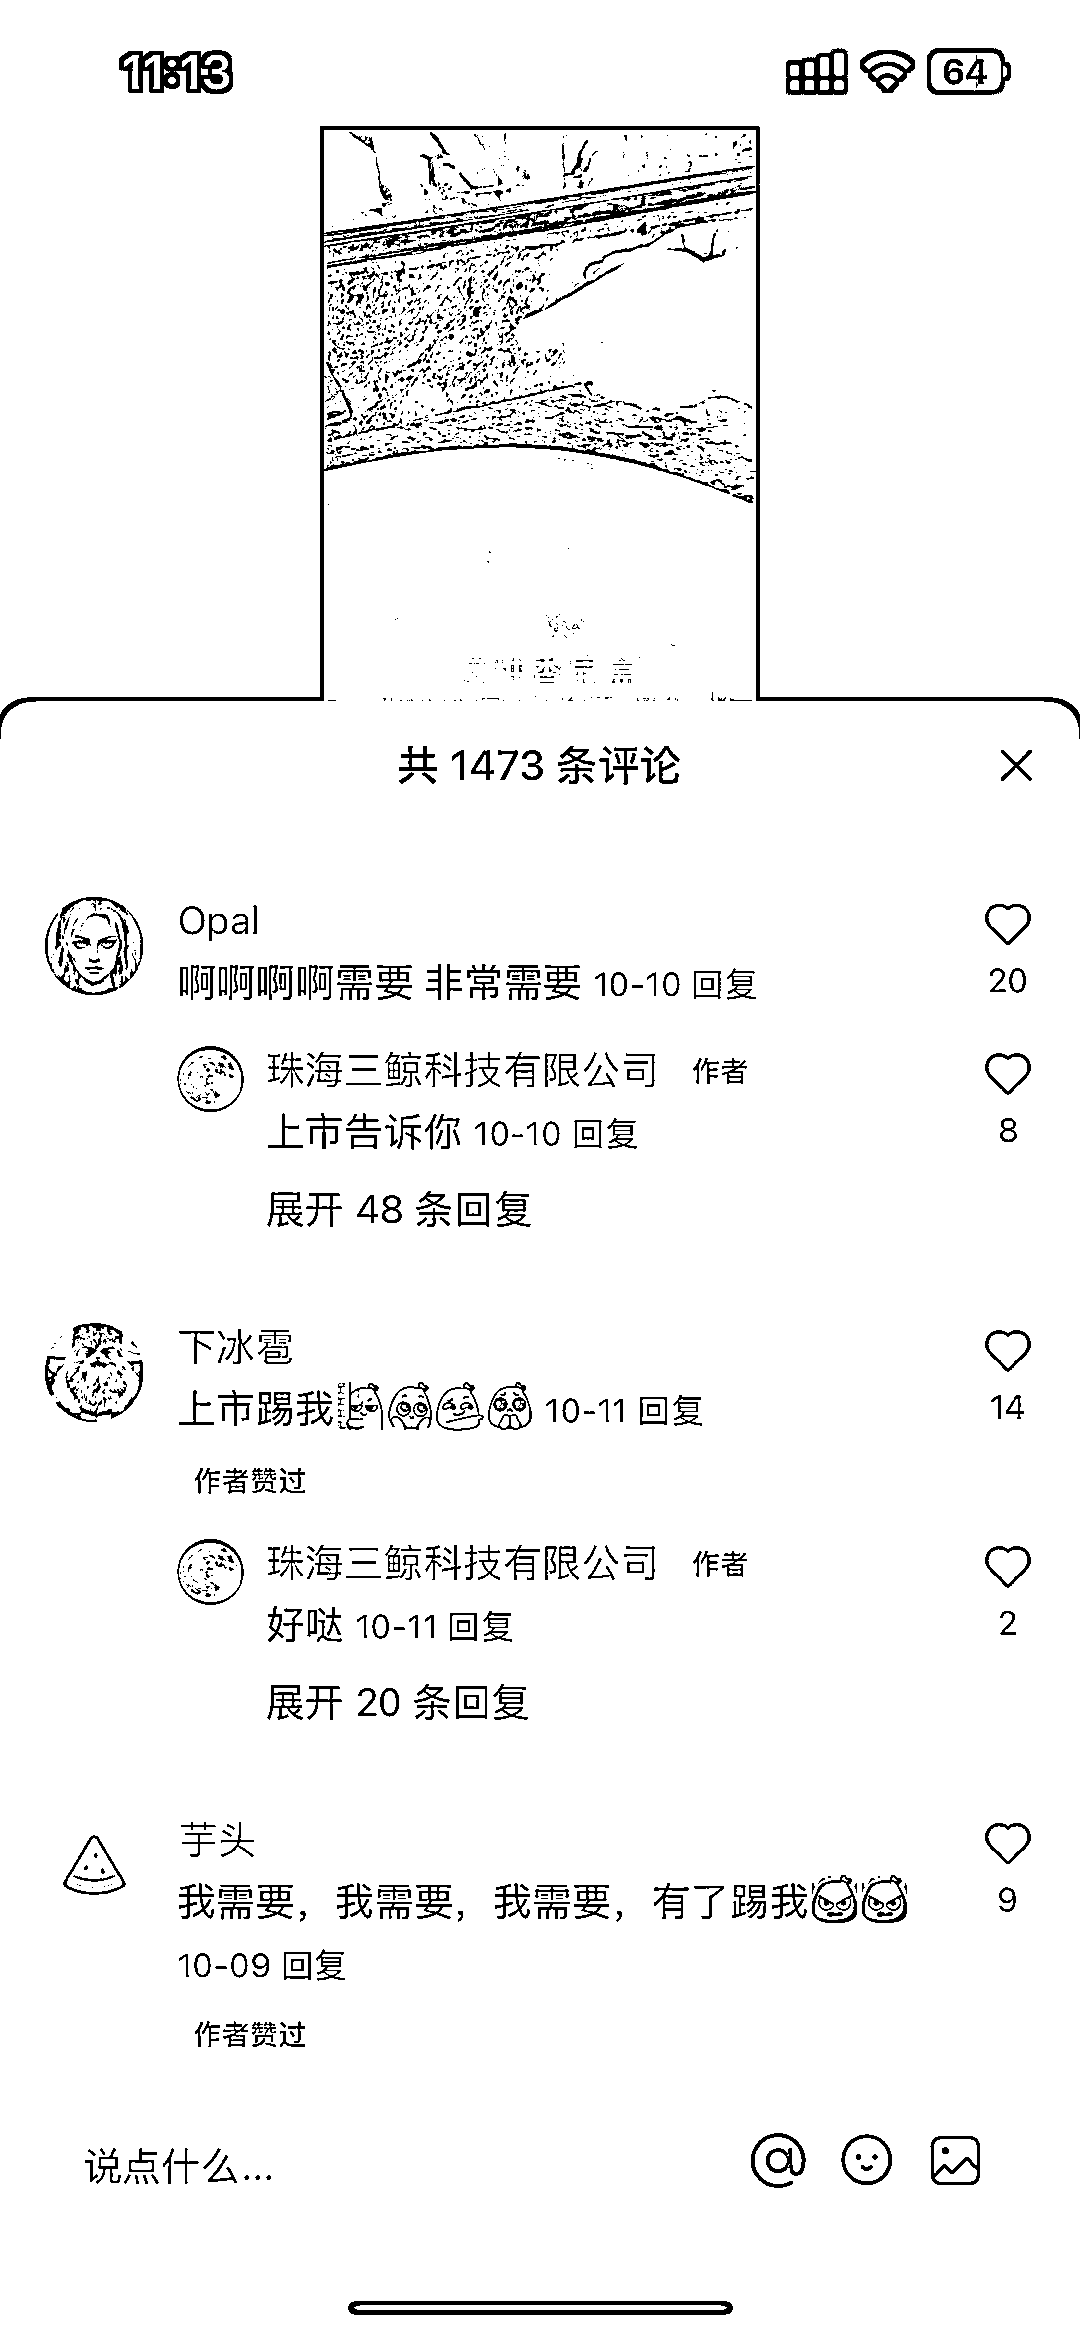 11:13
64
共 1473 条评论
Opal
啊啊啊啊需要 非常需要 10-10 回复
20
珠海三鲸科技有限公司 作者
上市告诉你 10-10 回复
8
展开 48 条回复
下冰雹
上市踢我 10-11 回复
14
作者赞过
珠海三鲸科技有限公司 作者
好哒 10-11 回复
2
展开 20 条回复
芋头
我需要，我需要，我需要，有了踢我
9
10-09 回复
作者赞过
说点什么...